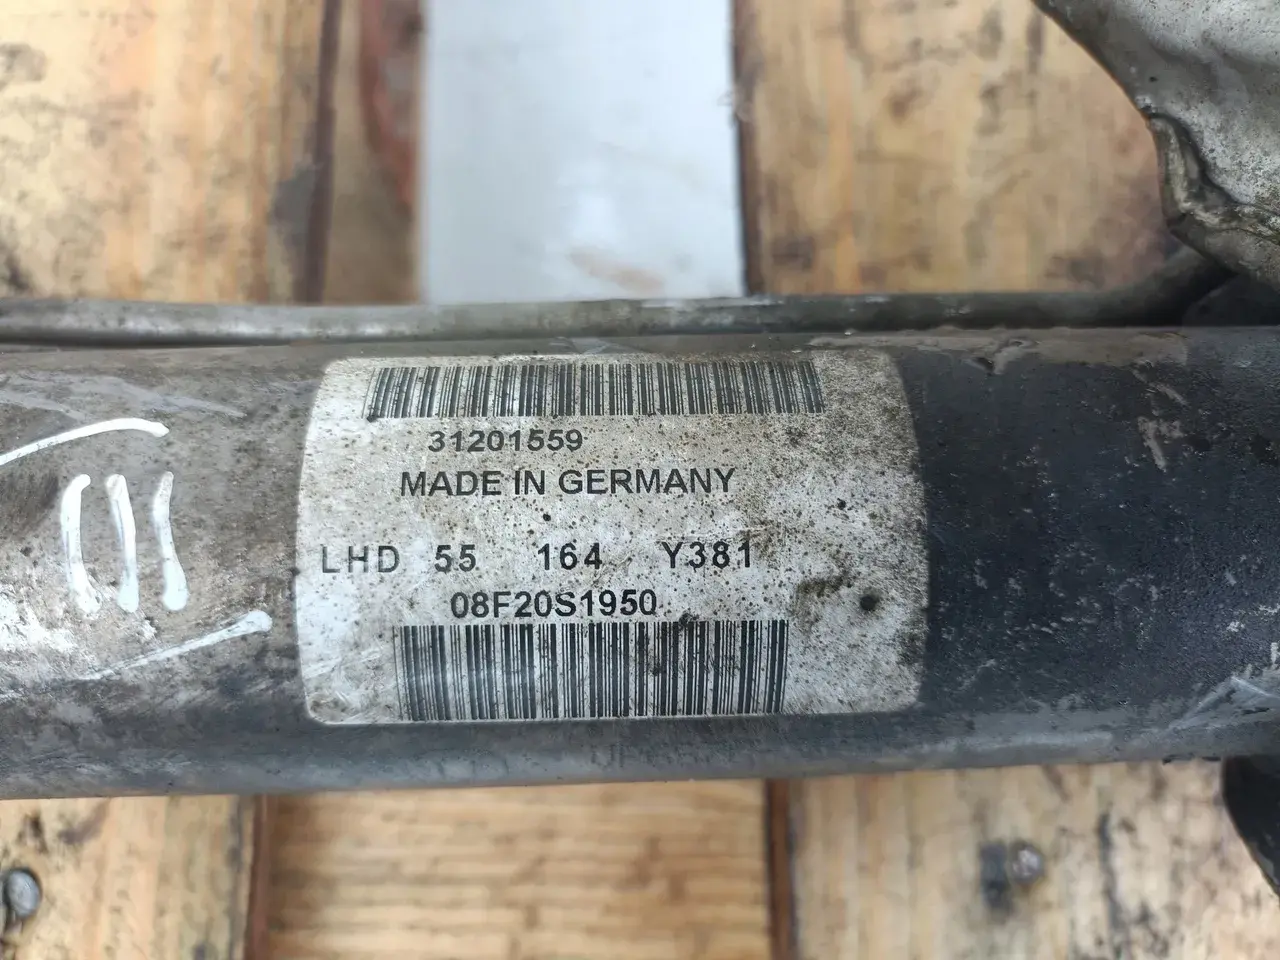 31201559
MADE IN GERMANY
LHD 55 164 Y381
08F20S1950